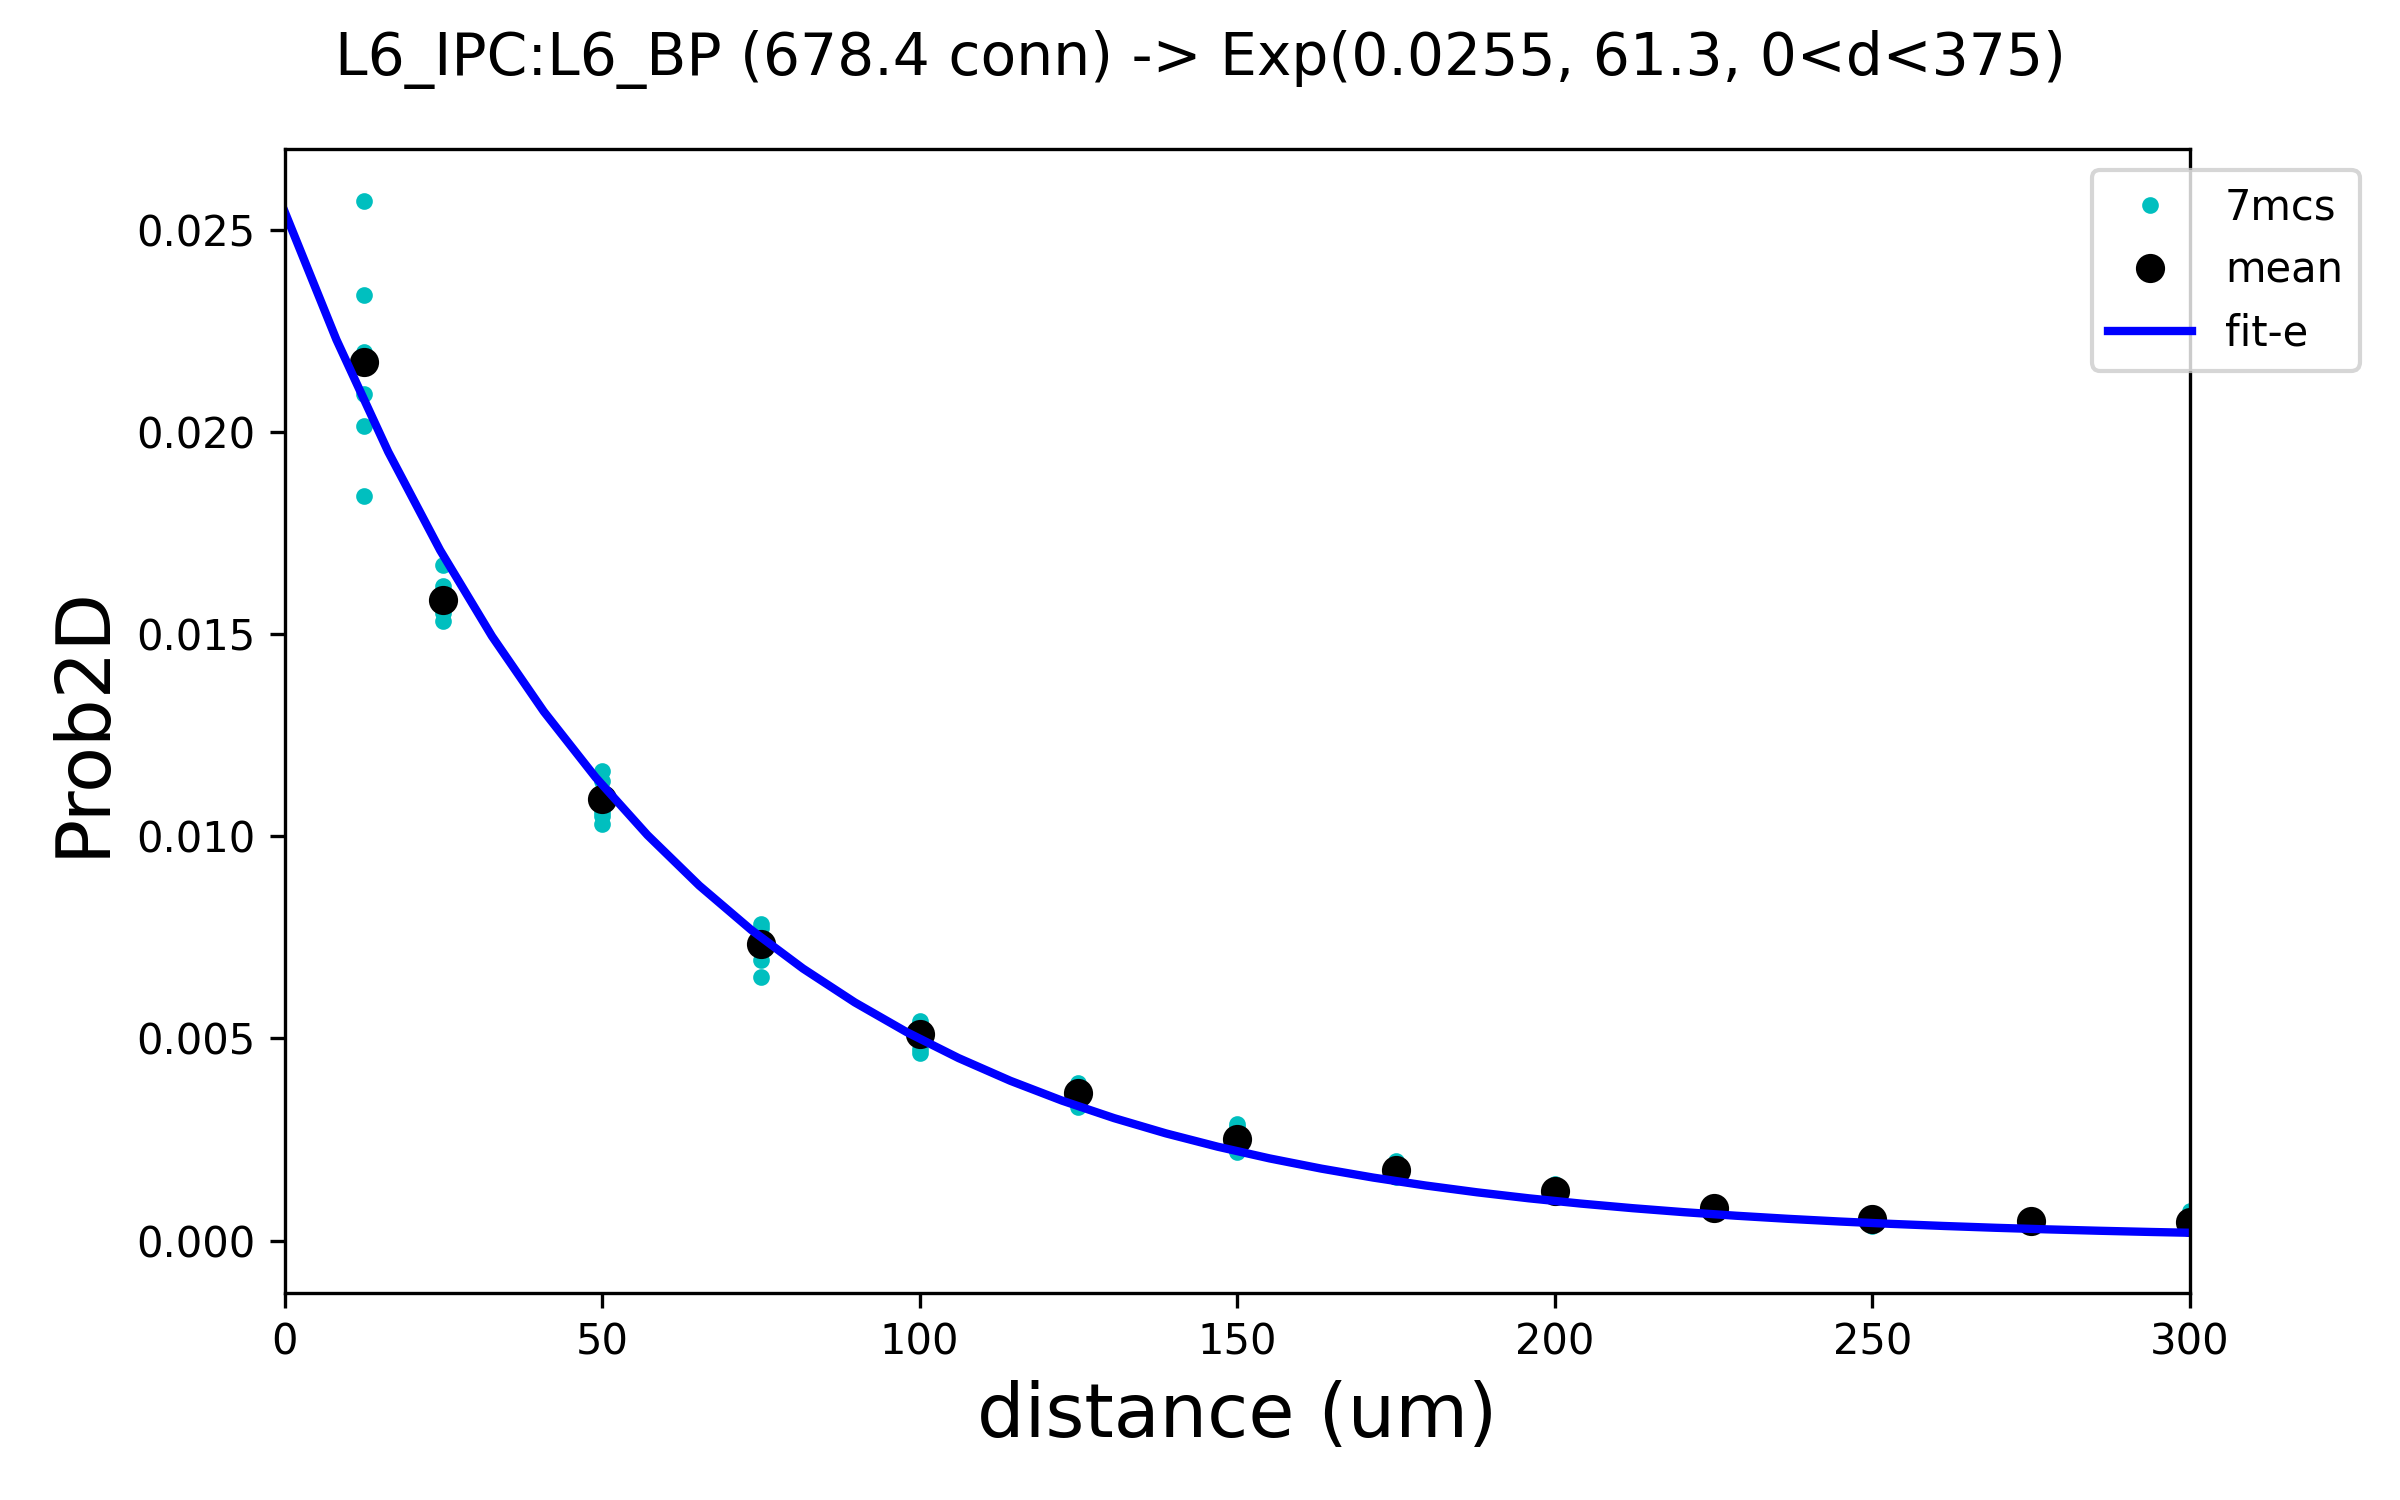 L6_IPC:L6_BP (678.4 conn) -> Exp(0.0255, 61.3, 0<d<375)
7mcs
mean
fit-e
0.025
0.020
0.015
0.010
0.005
0.000
Prob2D
0 50 100 150 200 250 300
distance (um)